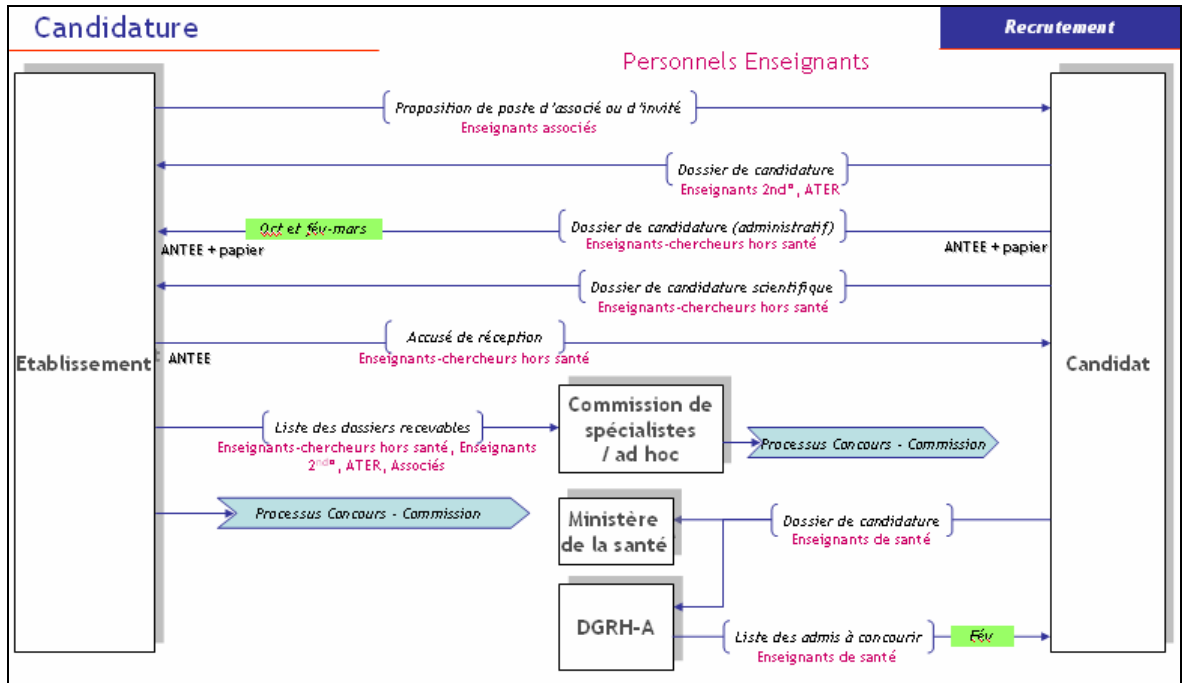 Candidature
Recrutement
Personnels Enseignants
Proposition de poste d'associé ou d'invité
Enseignants associés
Dossier de candidature
Enseignants 2nd°, ATER
Oct et fév-mars
Dossier de candidature (administratif)
Enseignants-chercheurs hors santé
ANTEE + papier
ANTEE + papier
Dossier de candidature scientifique
Enseignants-chercheurs hors santé
Accusé de réception
Enseignants-chercheurs hors santé
ANTEE
Etablissement
Candidat
Commission de
spécialistes
/ ad hoc
Liste des dossiers recevables
Enseignants-chercheurs hors santé, Enseignants
2nd°, ATER, Associés
Processus Concours - Commission
Processus Concours - Commission
Ministère
de la santé
Dossier de candidature
Enseignants de santé
DGRH-A
Liste des admis à concourir
Fév
Enseignants de santé